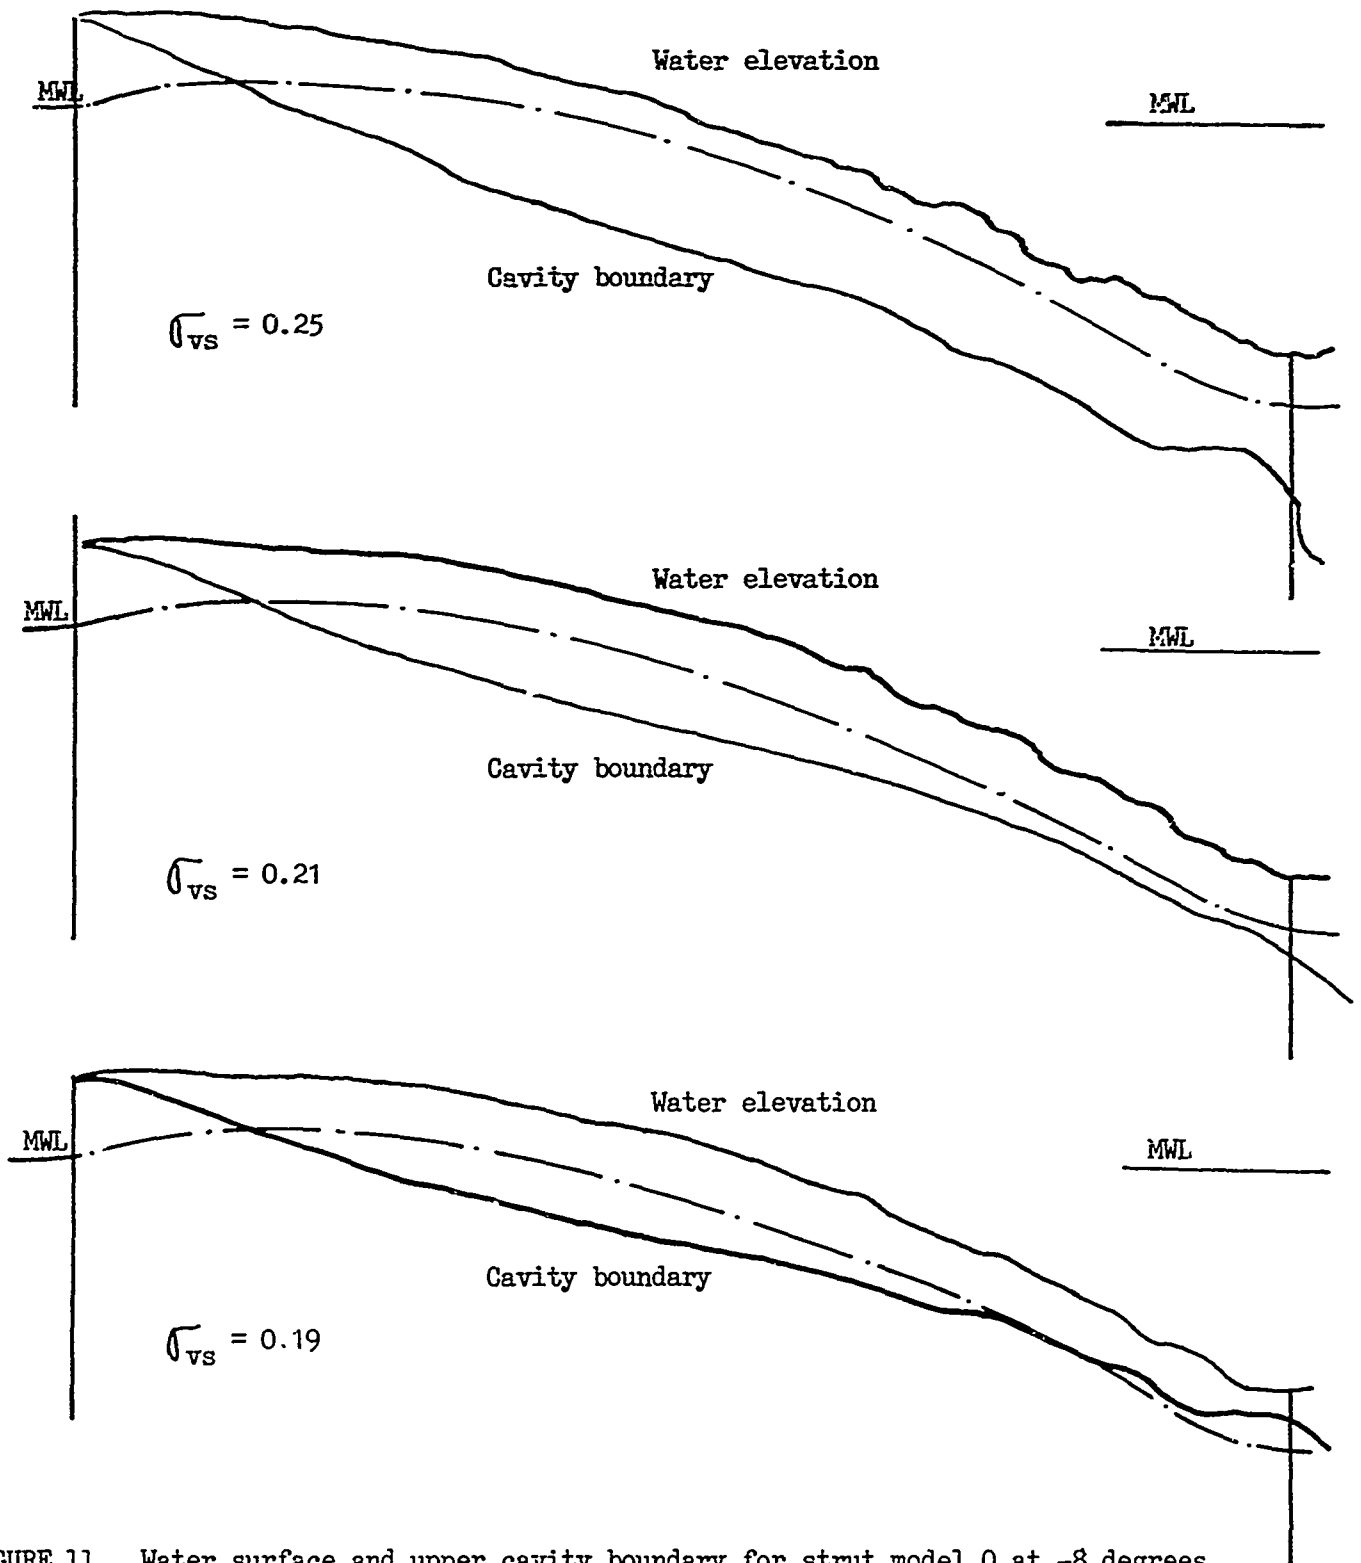 Water elevation
MWL
MWL
Cavity boundary
σvs = 0.25
Water elevation
MWL
MWL
Cavity boundary
σvs = 0.21
Water elevation
MWL
MWL
Cavity boundary
σvs = 0.19
GURE 11 Water surface and upper cavity boundary for strut model 0 at -8 degrees